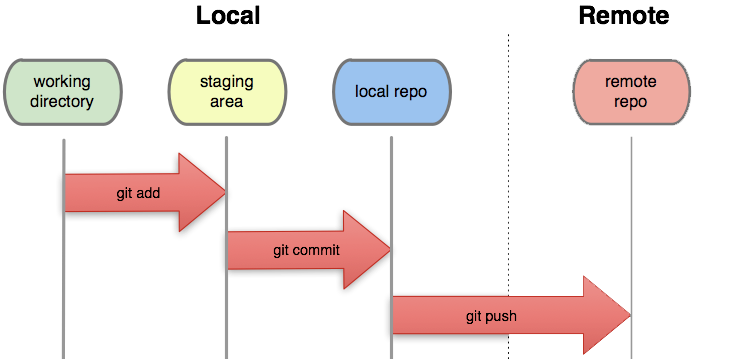 Local
Remote
working
directory
staging
area
local repo
remote
repo
git add
git commit
git push